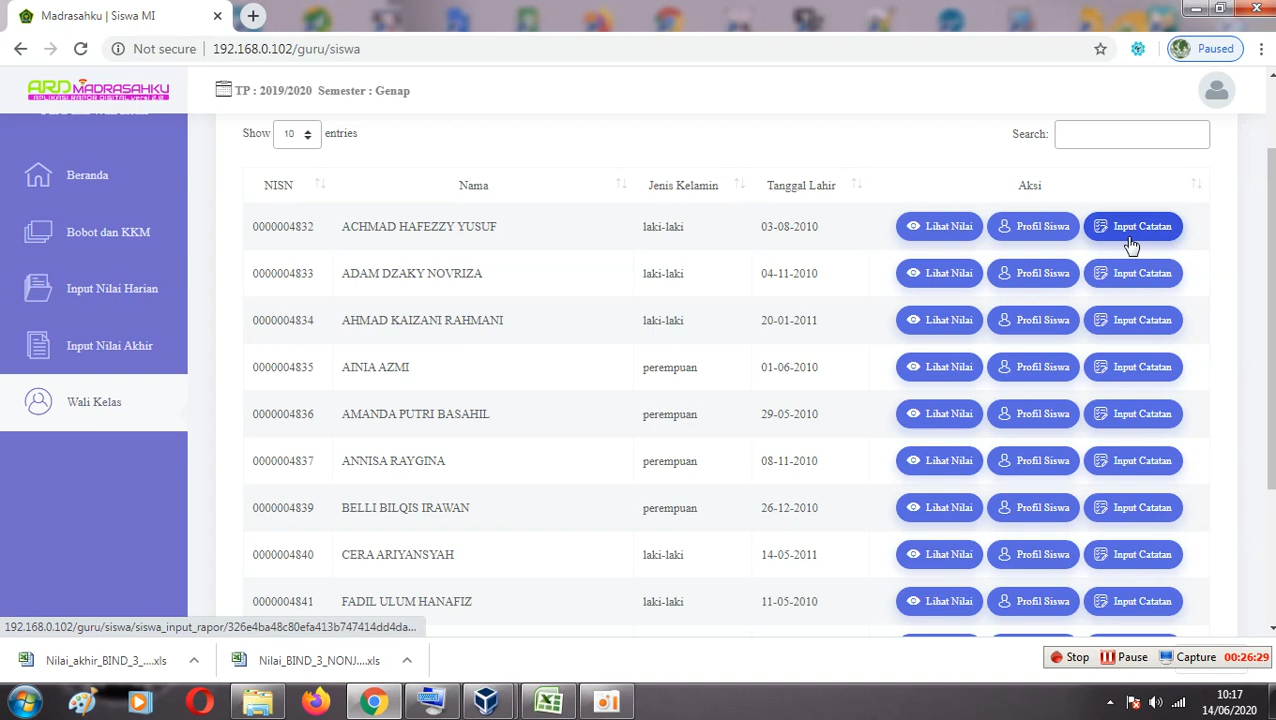 Madrasahku | Siswa MI
Not secure | 192.168.0.102/guru/siswa
Paused
ARD MADRASAHKU
APLIKASI RAPOR DIGITAL versi 2.0
TP : 2019/2020 Semester : Genap
Beranda
Bobot dan KKM
Input Nilai Harian
Input Nilai Akhir
Wali Kelas
Show 10 entries
Search:
NISN Nama Jenis Kelamin Tanggal Lahir Aksi
0000004832 ACHMAD HAFEZZY YUSUF laki-laki 03-08-2010 Lihat Nilai Profil Siswa Input Catatan
0000004833 ADAM DZAKY NOVRIZA laki-laki 04-11-2010 Lihat Nilai Profil Siswa Input Catatan
0000004834 AHMAD KAIZANI RAHMANI laki-laki 20-01-2011 Lihat Nilai Profil Siswa Input Catatan
0000004835 AINIA AZMI perempuan 01-06-2010 Lihat Nilai Profil Siswa Input Catatan
0000004836 AMANDA PUTRI BASAHIL perempuan 29-05-2010 Lihat Nilai Profil Siswa Input Catatan
0000004837 ANNISA RAYGINA perempuan 08-11-2010 Lihat Nilai Profil Siswa Input Catatan
0000004839 BELLI BILQIS IRAWAN perempuan 26-12-2010 Lihat Nilai Profil Siswa Input Catatan
0000004840 CERA ARIYANSYAH laki-laki 14-05-2011 Lihat Nilai Profil Siswa Input Catatan
0000004841 FADIL ULUM HANAFIZ laki-laki 11-05-2010 Lihat Nilai Profil Siswa Input Catatan
192.168.0.102/guru/siswa/siswa_input_rapor/326e4ba48c80efa413b747414dd4da...
Nilai_akhir_BIND_3_....xls
Nilai_BIND_3_NONJ....xls
Stop Pause Capture 00:26:29
10:17
14/06/2020